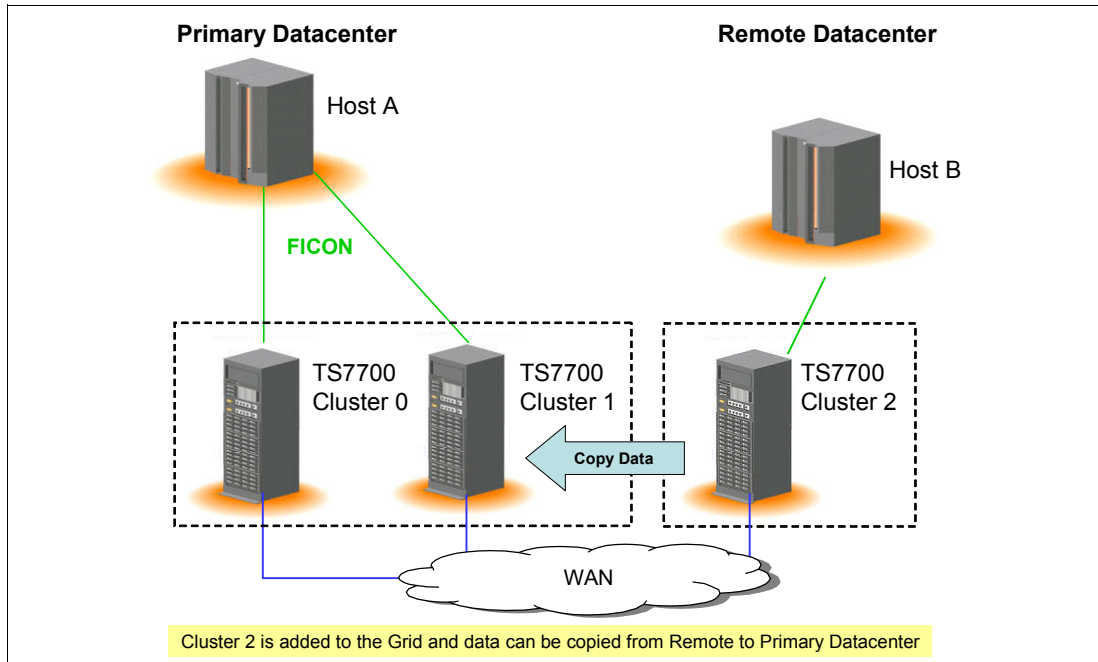 Primary Datacenter
Remote Datacenter
Host A
Host B
FICON
TS7700
Cluster 0
TS7700
Cluster 1
TS7700
Cluster 2
Copy Data
WAN
Cluster 2 is added to the Grid and data can be copied from Remote to Primary Datacenter